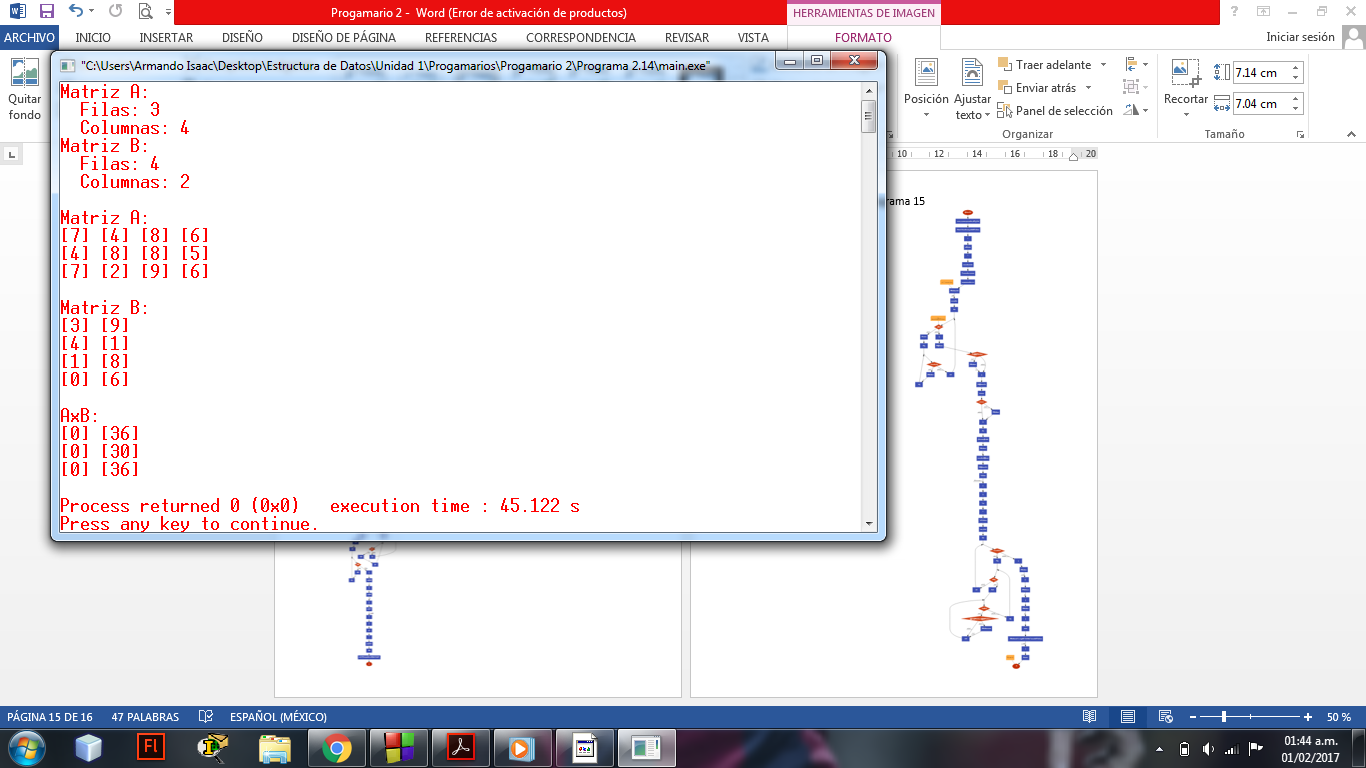 Progamario 2 - Word (Error de activación de productos)
HERRAMIENTAS DE IMAGEN
ARCHIVO INICIO INSERTAR DISEÑO DISEÑO DE PÁGINA REFERENCIAS CORRESPONDENCIA REVISAR VISTA FORMATO
Iniciar sesión
Quitar fondo
Posición
Ajustar texto
Traer adelante
Enviar atrás
Panel de selección
Organizar
Recortar
7.14 cm
7.04 cm
Tamaño
"C:\Users\Armando Isaac\Desktop\Estructura de Datos\Unidad 1\Progamarios\Progamario 2\Programa 2.14\main.exe"
Matriz A:
Filas: 3
Columnas: 4
Matriz B:
Filas: 4
Columnas: 2
Matriz A:
[7] [4] [8] [6]
[4] [8] [8] [5]
[7] [2] [9] [6]
Matriz B:
[3] [9]
[4] [1]
[1] [8]
[0] [6]
AxB:
[0] [36]
[0] [30]
[0] [36]
Process returned 0 (0x0) execution time : 45.122 s
Press any key to continue.
10 12 14 16 18 20
rama 15
PÁGINA 15 DE 16 47 PALABRAS ESPAÑOL (MÉXICO)
50 %
01:44 a.m.
01/02/2017